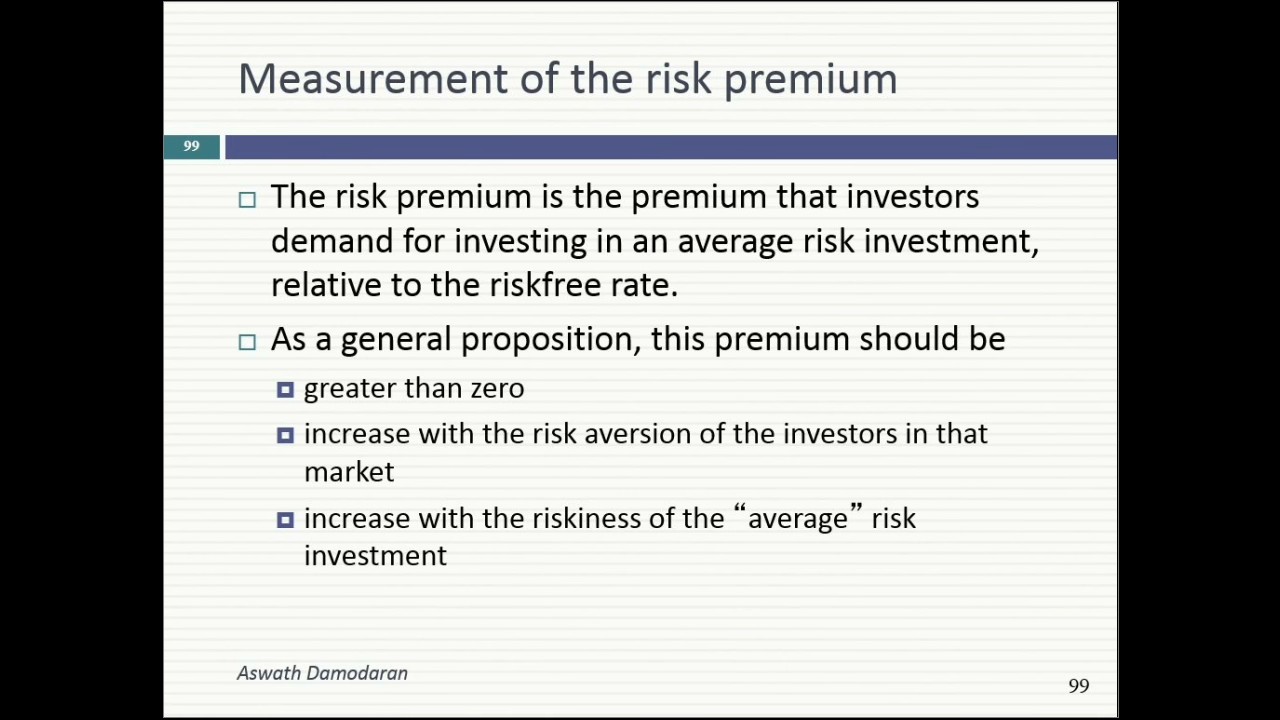 Measurement of the risk premium
99
The risk premium is the premium that investors
demand for investing in an average risk investment,
relative to the riskfree rate.
As a general proposition, this premium should be
greater than zero
increase with the risk aversion of the investors in that
market
increase with the riskiness of the “average” risk
investment
Aswath Damodaran
99